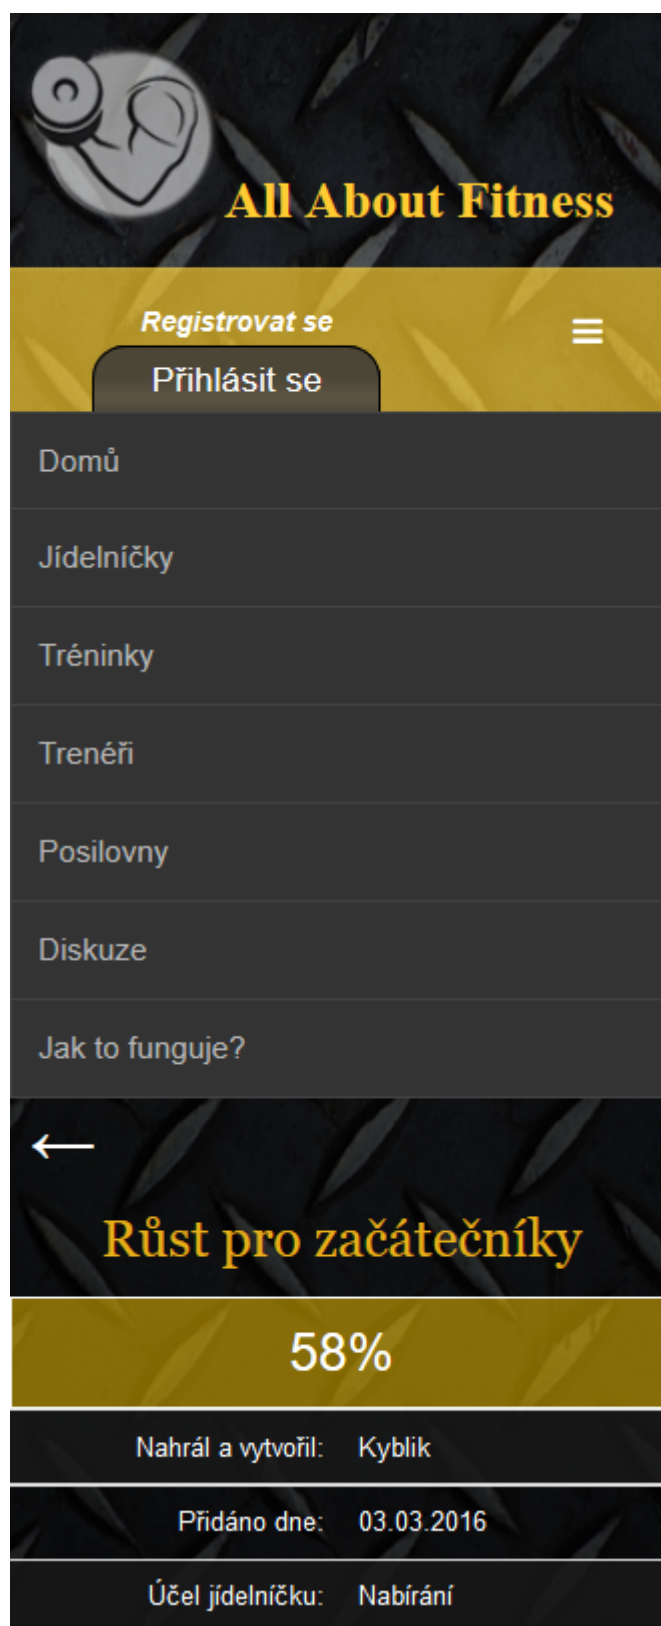 All About Fitness
Registrovat se
Přihlásit se
Domů
Jídelníčky
Tréninky
Trenéři
Posilovny
Diskuze
Jak to funguje?
Růst pro začátečníky
58%
Nahrál a vytvořil: Kyblik
Přidáno dne: 03.03.2016
Účel jídelníčku: Nabírání